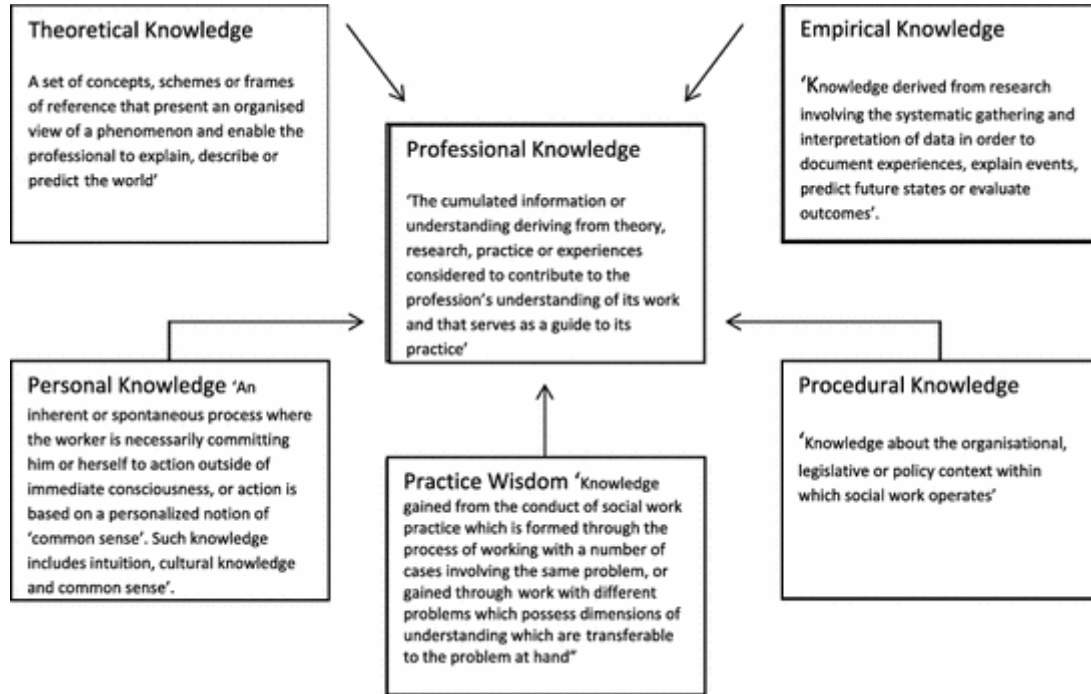 Theoretical Knowledge
A set of concepts, schemes or frames
of reference that present an organised
view of a phenomenon and enable the
professional to explain, describe or
predict the world’
Empirical Knowledge
‘Knowledge derived from research
involving the systematic gathering and
interpretation of data in order to
document experiences, explain events,
predict future states or evaluate
outcomes’.
Professional Knowledge
‘The cumulated information or
understanding deriving from theory,
research, practice or experiences
considered to contribute to the
profession’s understanding of its work
and that serves as a guide to its
practice’
Personal Knowledge ‘An
inherent or spontaneous process where
the worker is necessarily committing
him or herself to action outside of
immediate consciousness, or action is
based on a personalized notion of
‘common sense’. Such knowledge
includes intuition, cultural knowledge
and common sense’.
Practice Wisdom ‘Knowledge
gained from the conduct of social work
practice which is formed through the
process of working with a number of
cases involving the same problem, or
gained through work with different
problems which possess dimensions of
understanding which are transferable
to the problem at hand”
Procedural Knowledge
‘Knowledge about the organisational,
legislative or policy context within
which social work operates’